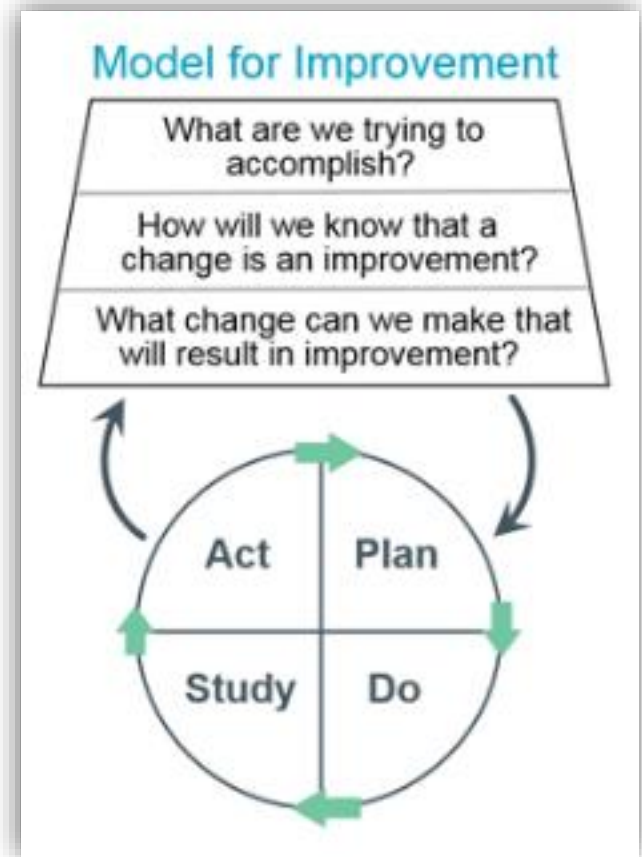 Model for Improvement
What are we trying to
accomplish?
How will we know that a
change is an improvement?
What change can we make that
will result in improvement?
Act
Plan
Study
Do